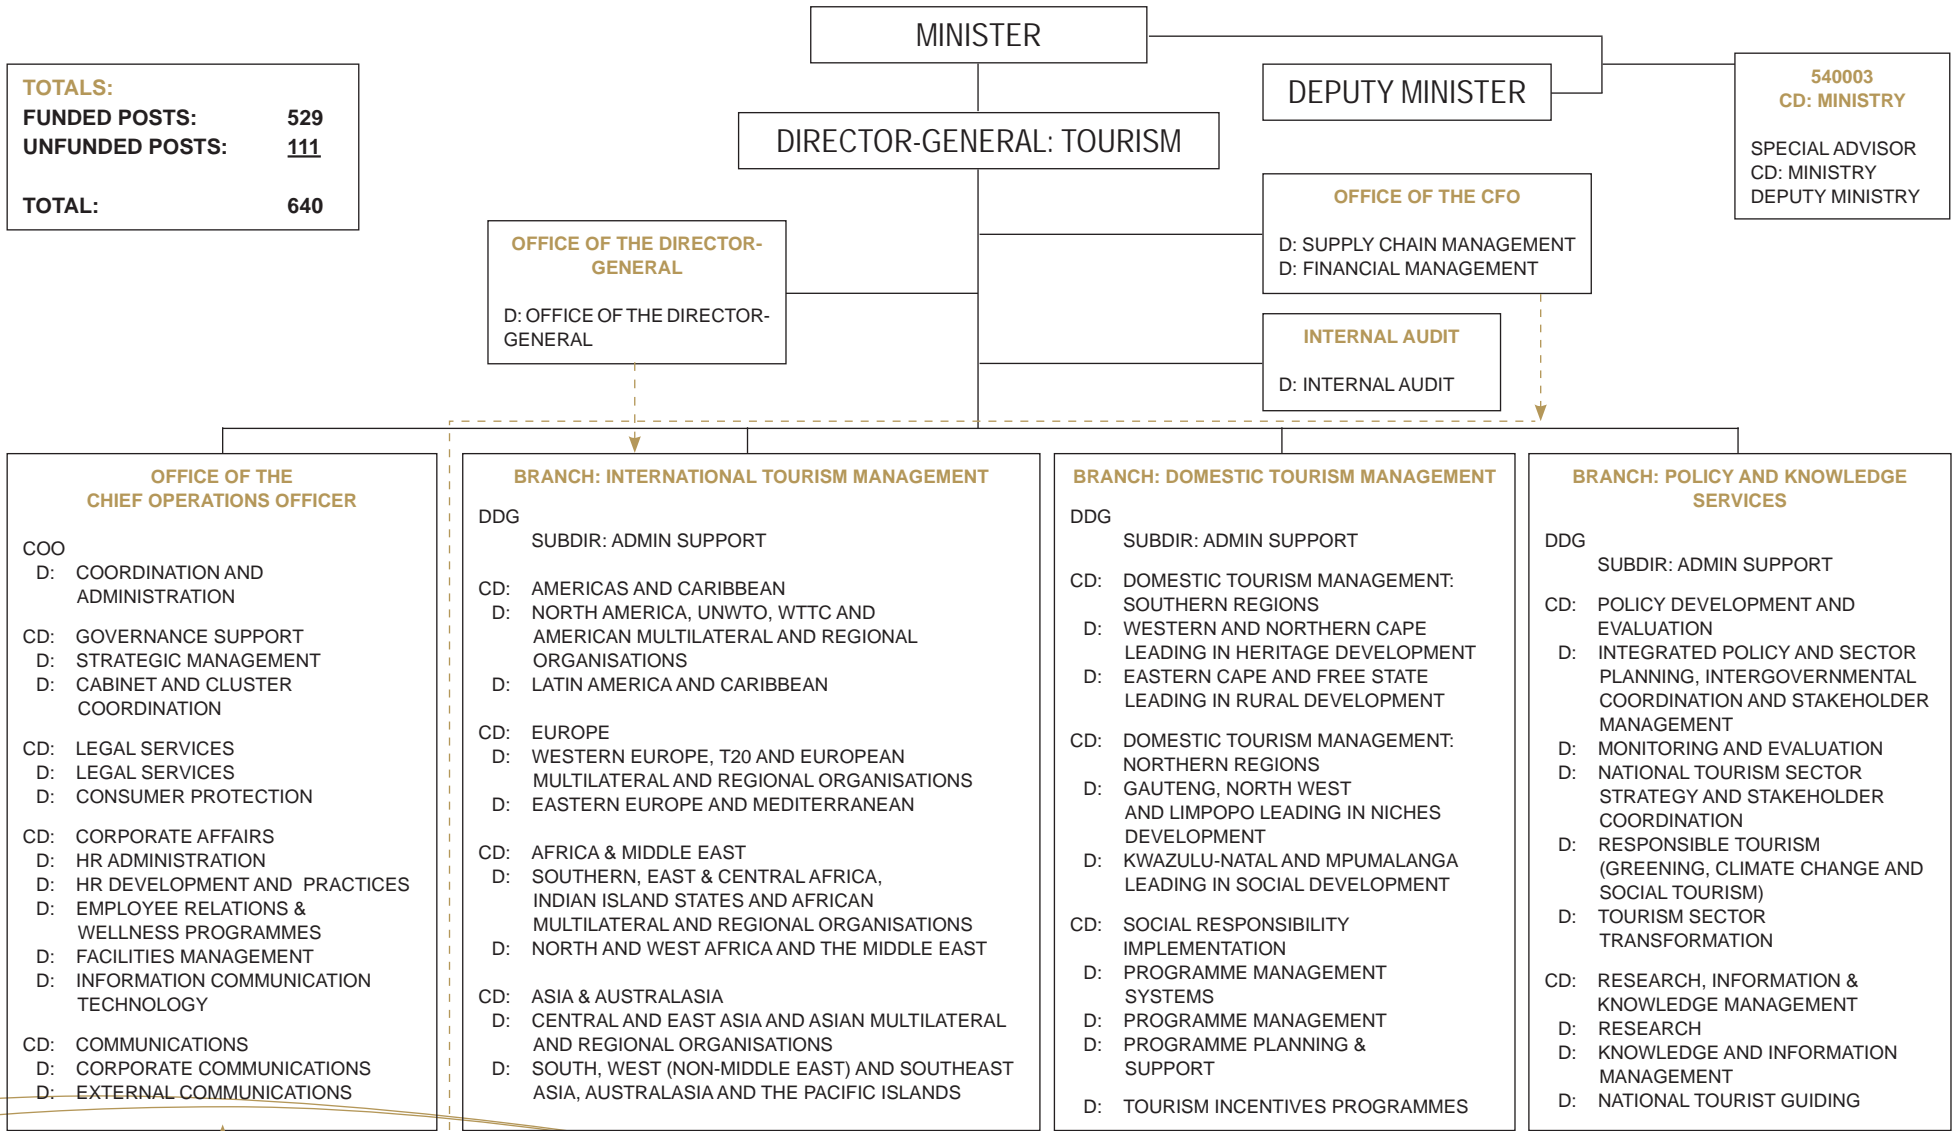 MINISTER
TOTALS:
FUNDED POSTS: 529
UNFUNDED POSTS: 111
TOTAL: 640
DEPUTY MINISTER
540003
CD: MINISTRY
SPECIAL ADVISOR
CD: MINISTRY
DEPUTY MINISTRY
DIRECTOR-GENERAL: TOURISM
OFFICE OF THE CFO
D: SUPPLY CHAIN MANAGEMENT
D: FINANCIAL MANAGEMENT
OFFICE OF THE DIRECTOR-
GENERAL
D: OFFICE OF THE DIRECTOR-
GENERAL
INTERNAL AUDIT
D: INTERNAL AUDIT
OFFICE OF THE
CHIEF OPERATIONS OFFICER
COO
D: COORDINATION AND
ADMINISTRATION
CD: GOVERNANCE SUPPORT
D: STRATEGIC MANAGEMENT
D: CABINET AND CLUSTER
COORDINATION
CD: LEGAL SERVICES
D: LEGAL SERVICES
D: CONSUMER PROTECTION
CD: CORPORATE AFFAIRS
D: HR ADMINISTRATION
D: HR DEVELOPMENT AND PRACTICES
D: EMPLOYEE RELATIONS &
WELLNESS PROGRAMMES
D: FACILITIES MANAGEMENT
D: INFORMATION COMMUNICATION
TECHNOLOGY
CD: COMMUNICATIONS
D: CORPORATE COMMUNICATIONS
D: EXTERNAL COMMUNICATIONS
BRANCH: INTERNATIONAL TOURISM MANAGEMENT
DDG
SUBDIR: ADMIN SUPPORT
CD: AMERICAS AND CARIBBEAN
D: NORTH AMERICA, UNWTO, WTTC AND
AMERICAN MULTILATERAL AND REGIONAL
ORGANISATIONS
D: LATIN AMERICA AND CARIBBEAN
CD: EUROPE
D: WESTERN EUROPE, T20 AND EUROPEAN
MULTILATERAL AND REGIONAL ORGANISATIONS
D: EASTERN EUROPE AND MEDITERRANEAN
CD: AFRICA & MIDDLE EAST
D: SOUTHERN, EAST & CENTRAL AFRICA,
INDIAN ISLAND STATES AND AFRICAN
MULTILATERAL AND REGIONAL ORGANISATIONS
D: NORTH AND WEST AFRICA AND THE MIDDLE EAST
CD: ASIA & AUSTRALASIA
D: CENTRAL AND EAST ASIA AND ASIAN MULTILATERAL
AND REGIONAL ORGANISATIONS
D: SOUTH, WEST (NON-MIDDLE EAST) AND SOUTHEAST
ASIA, AUSTRALASIA AND THE PACIFIC ISLANDS
BRANCH: DOMESTIC TOURISM MANAGEMENT
DDG
SUBDIR: ADMIN SUPPORT
CD: DOMESTIC TOURISM MANAGEMENT:
SOUTHERN REGIONS
D: WESTERN AND NORTHERN CAPE
LEADING IN HERITAGE DEVELOPMENT
D: EASTERN CAPE AND FREE STATE
LEADING IN RURAL DEVELOPMENT
CD: DOMESTIC TOURISM MANAGEMENT:
NORTHERN REGIONS
D: GAUTENG, NORTH WEST
AND LIMPOPO LEADING IN NICHES
DEVELOPMENT
D: KWAZULU-NATAL AND MPUMALANGA
LEADING IN SOCIAL DEVELOPMENT
CD: SOCIAL RESPONSIBILITY
IMPLEMENTATION
D: PROGRAMME MANAGEMENT
SYSTEMS
D: PROGRAMME MANAGEMENT
D: PROGRAMME PLANNING &
SUPPORT
D: TOURISM INCENTIVES PROGRAMMES
BRANCH: POLICY AND KNOWLEDGE
SERVICES
DDG
SUBDIR: ADMIN SUPPORT
CD: POLICY DEVELOPMENT AND
EVALUATION
D: INTEGRATED POLICY AND SECTOR
PLANNING, INTERGOVERNMENTAL
COORDINATION AND STAKEHOLDER
MANAGEMENT
D: MONITORING AND EVALUATION
D: NATIONAL TOURISM SECTOR
STRATEGY AND STAKEHOLDER
COORDINATION
D: RESPONSIBLE TOURISM
(GREENING, CLIMATE CHANGE AND
SOCIAL TOURISM)
D: TOURISM SECTOR
TRANSFORMATION
CD: RESEARCH, INFORMATION &
KNOWLEDGE MANAGEMENT
D: RESEARCH
D: KNOWLEDGE AND INFORMATION
MANAGEMENT
D: NATIONAL TOURIST GUIDING